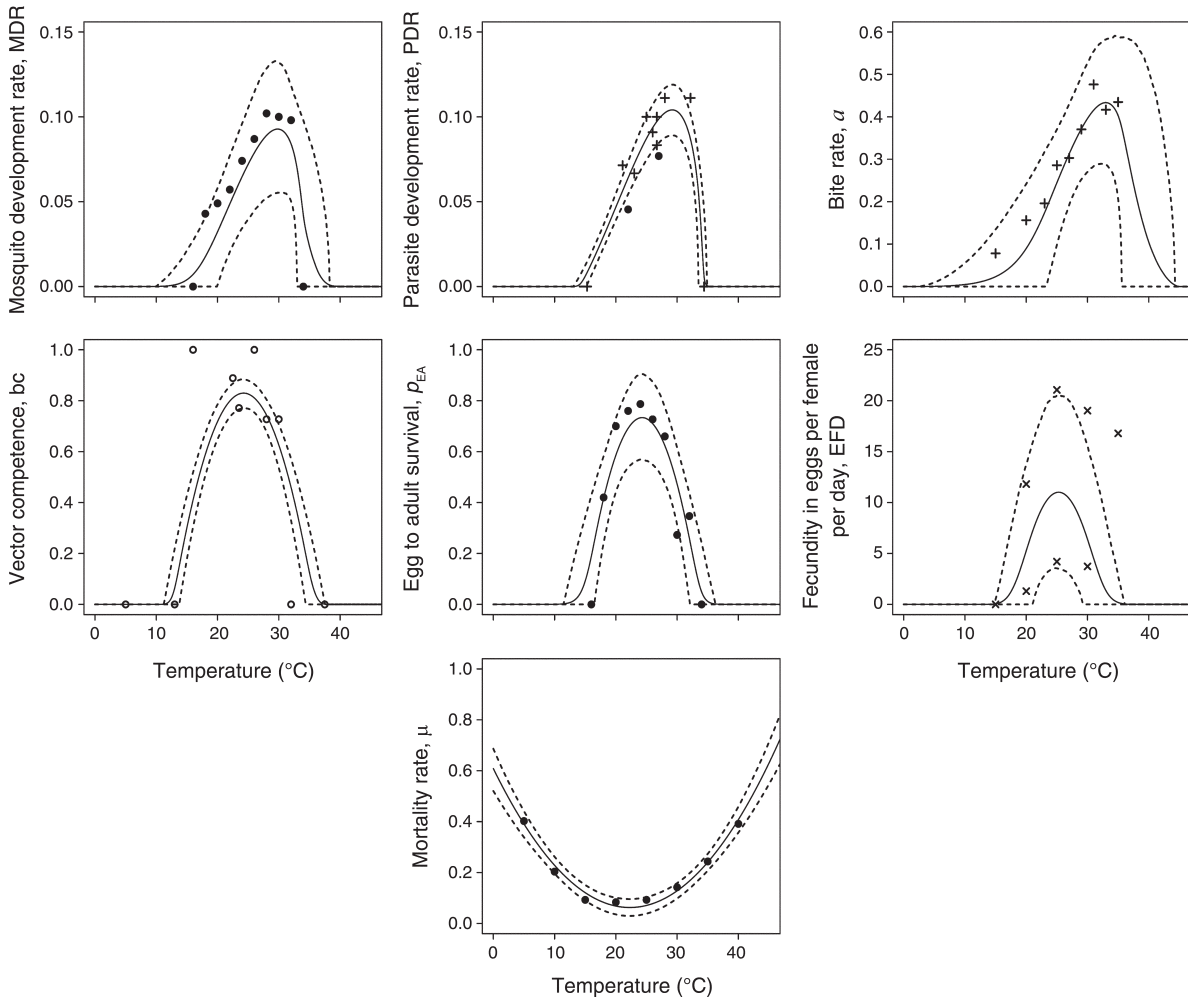 Mosquito development rate, MDR
0.15
0.10
0.05
0.00
Parasite development rate, PDR
0.15
0.10
0.05
0.00
Bite rate, a
0.6
0.5
0.4
0.3
0.2
0.1
0.0
Vector competence, bc
1.0
0.8
0.6
0.4
0.2
0.0
0 10 20 30 40
Temperature (°C)
Egg to adult survival, pEA
1.0
0.8
0.6
0.4
0.2
0.0
Fecundity in eggs per female
per day, EFD
25
20
15
10
5
0
0 10 20 30 40
Temperature (°C)
Mortality rate, μ
1.0
0.8
0.6
0.4
0.2
0.0
0 10 20 30 40
Temperature (°C)